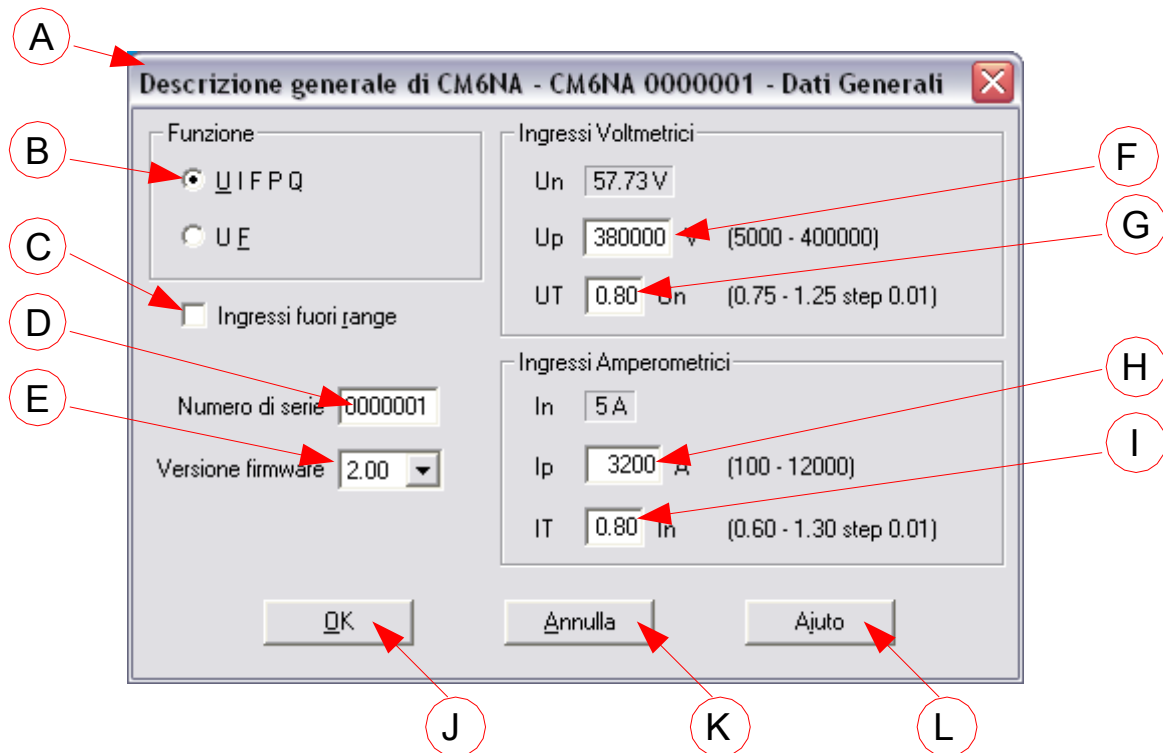 A
Descrizione generale di CM6NA - CM6NA 0000001 - Dati Generali
B
Funzione
U I F P Q
U F
C
Ingressi fuori range
D
Numero di serie 0000001
E
Versione firmware 2.00
Ingressi Voltmetrici
Un 57.73 V
F
Up 380000 V (5000 - 400000)
G
UT 0.80 Un (0.75 - 1.25 step 0.01)
Ingressi Amperometrici
In 5 A
H
Ip 3200 A (100 - 12000)
I
IT 0.80 In (0.60 - 1.30 step 0.01)
OK Annulla Aiuto
J K L